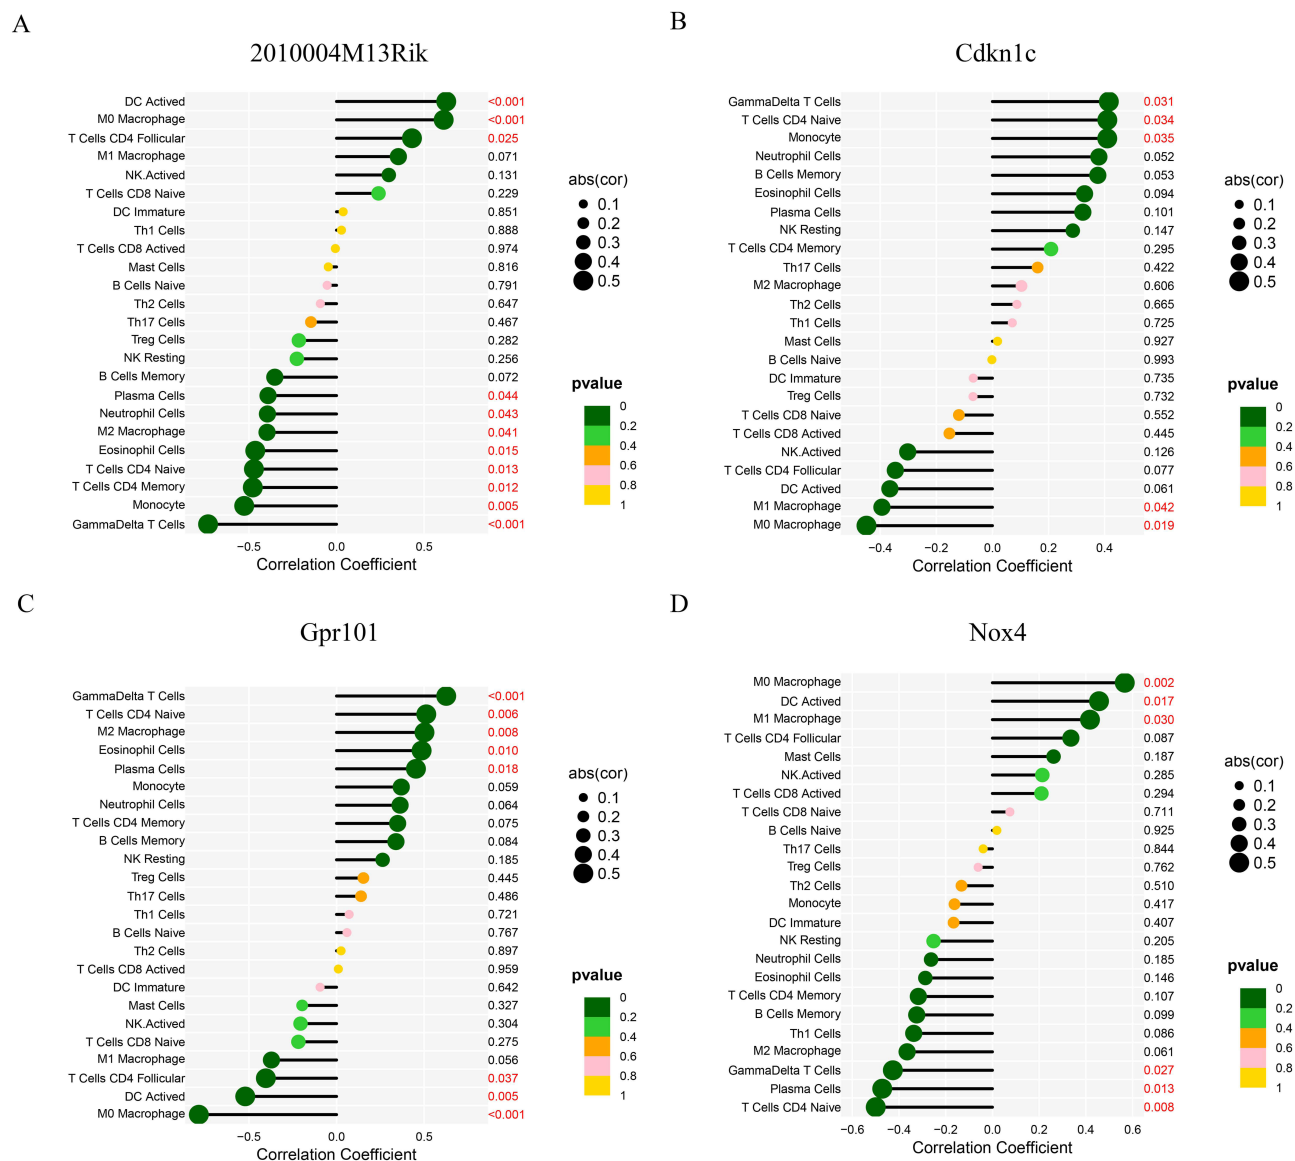 A
2010004M13Rik
DC Actived <0.001
M0 Macrophage <0.001
T Cells CD4 Follicular 0.025
M1 Macrophage 0.071
NK.Actived 0.131
T Cells CD8 Naive 0.229
DC Immature 0.851
Th1 Cells 0.888
T Cells CD8 Actived 0.974
Mast Cells 0.816
B Cells Naive 0.791
Th2 Cells 0.647
Th17 Cells 0.467
Treg Cells 0.282
NK Resting 0.256
B Cells Memory 0.072
Plasma Cells 0.044
Neutrophil Cells 0.043
M2 Macrophage 0.041
Eosinophil Cells 0.015
T Cells CD4 Naive 0.013
T Cells CD4 Memory 0.012
Monocyte 0.005
GammaDelta T Cells <0.001
−0.5 0.0 0.5
Correlation Coefficient
abs(cor)
0.1
0.2
0.3
0.4
0.5
pvalue
0
0.2
0.4
0.6
0.8
1
B
Cdkn1c
GammaDelta T Cells 0.031
T Cells CD4 Naive 0.034
Monocyte 0.035
Neutrophil Cells 0.052
B Cells Memory 0.053
Eosinophil Cells 0.094
Plasma Cells 0.101
NK Resting 0.147
T Cells CD4 Memory 0.295
Th17 Cells 0.422
M2 Macrophage 0.606
Th2 Cells 0.665
Th1 Cells 0.725
Mast Cells 0.927
B Cells Naive 0.993
DC Immature 0.735
Treg Cells 0.732
T Cells CD8 Naive 0.552
T Cells CD8 Actived 0.445
NK.Actived 0.126
T Cells CD4 Follicular 0.077
DC Actived 0.061
M1 Macrophage 0.042
M0 Macrophage 0.019
−0.4 −0.2 0.0 0.2 0.4
Correlation Coefficient
abs(cor)
0.1
0.2
0.3
0.4
0.5
pvalue
0
0.2
0.4
0.6
0.8
1
C
Gpr101
GammaDelta T Cells <0.001
T Cells CD4 Naive 0.006
M2 Macrophage 0.008
Eosinophil Cells 0.010
Plasma Cells 0.018
Monocyte 0.059
Neutrophil Cells 0.064
T Cells CD4 Memory 0.075
B Cells Memory 0.084
NK Resting 0.185
Treg Cells 0.445
Th17 Cells 0.486
Th1 Cells 0.721
B Cells Naive 0.767
Th2 Cells 0.897
T Cells CD8 Actived 0.959
DC Immature 0.642
Mast Cells 0.327
NK.Actived 0.304
T Cells CD8 Naive 0.275
M1 Macrophage 0.056
T Cells CD4 Follicular 0.037
DC Actived 0.005
M0 Macrophage <0.001
−0.5 0.0 0.5
Correlation Coefficient
abs(cor)
0.1
0.2
0.3
0.4
0.5
pvalue
0
0.2
0.4
0.6
0.8
1
D
Nox4
M0 Macrophage 0.002
DC Actived 0.017
M1 Macrophage 0.030
T Cells CD4 Follicular 0.087
Mast Cells 0.187
NK.Actived 0.285
T Cells CD8 Actived 0.294
T Cells CD8 Naive 0.711
B Cells Naive 0.925
Th17 Cells 0.844
Treg Cells 0.762
Th2 Cells 0.510
Monocyte 0.417
DC Immature 0.407
NK Resting 0.205
Neutrophil Cells 0.185
Eosinophil Cells 0.146
T Cells CD4 Memory 0.107
B Cells Memory 0.099
Th1 Cells 0.086
M2 Macrophage 0.061
GammaDelta T Cells 0.027
Plasma Cells 0.013
T Cells CD4 Naive 0.008
−0.6 −0.4 −0.2 0.0 0.2 0.4 0.6
Correlation Coefficient
abs(cor)
0.1
0.2
0.3
0.4
0.5
pvalue
0
0.2
0.4
0.6
0.8
1